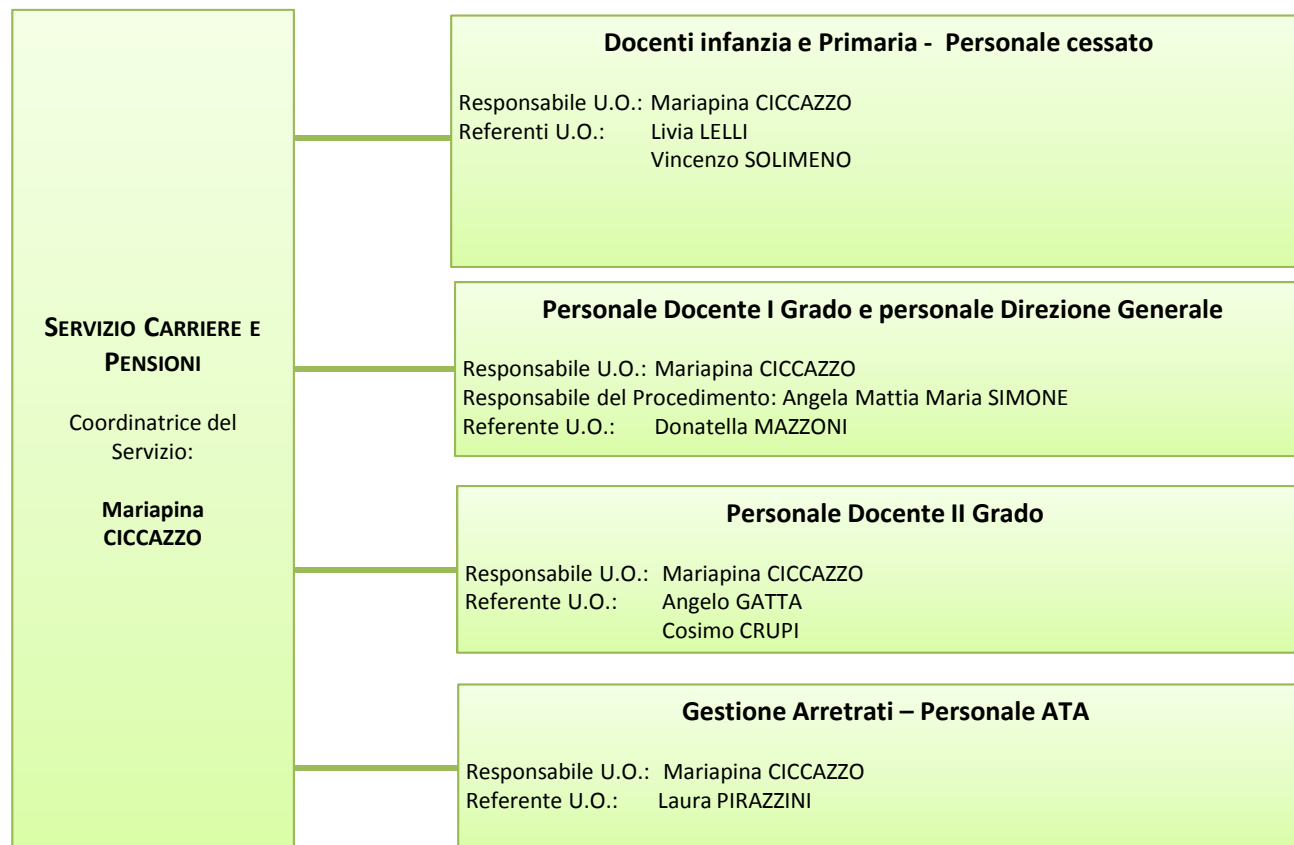 SERVIZIO CARRIERE E
PENSIONI
Coordinatrice del
Servizio:
Mariapina
CICCAZZO
Docenti infanzia e Primaria - Personale cessato
Responsabile U.O.: Mariapina CICCAZZO
Referenti U.O.: Livia LELLI
Vincenzo SOLIMENO
Personale Docente I Grado e personale Direzione Generale
Responsabile U.O.: Mariapina CICCAZZO
Responsabile del Procedimento: Angela Mattia Maria SIMONE
Referente U.O.: Donatella MAZZONI
Personale Docente II Grado
Responsabile U.O.: Mariapina CICCAZZO
Referente U.O.: Angelo GATTA
Cosimo CRUPI
Gestione Arretrati – Personale ATA
Responsabile U.O.: Mariapina CICCAZZO
Referente U.O.: Laura PIRAZZINI